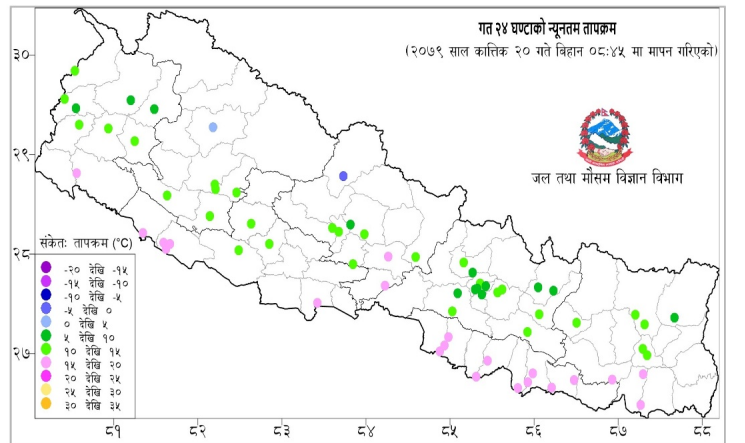 गत २४ घण्टाको न्यूनतम तापक्रम
(२०७९ साल कात्तिक २० गते बिहान ०८:४५ मा मापन गरिएको)
जल तथा मौसम विज्ञान विभाग
३०
२९
२८
२७
संकेत: तापक्रम (°C)
-२० देखि -१५
-१५ देखि -१०
-१० देखि -५
-५ देखि ०
० देखि ५
५ देखि १०
१० देखि १५
१५ देखि २०
२० देखि २५
२५ देखि ३०
३० देखि ३५
८१ ८२ ८३ ८४ ८५ ८६ ८७ ८८